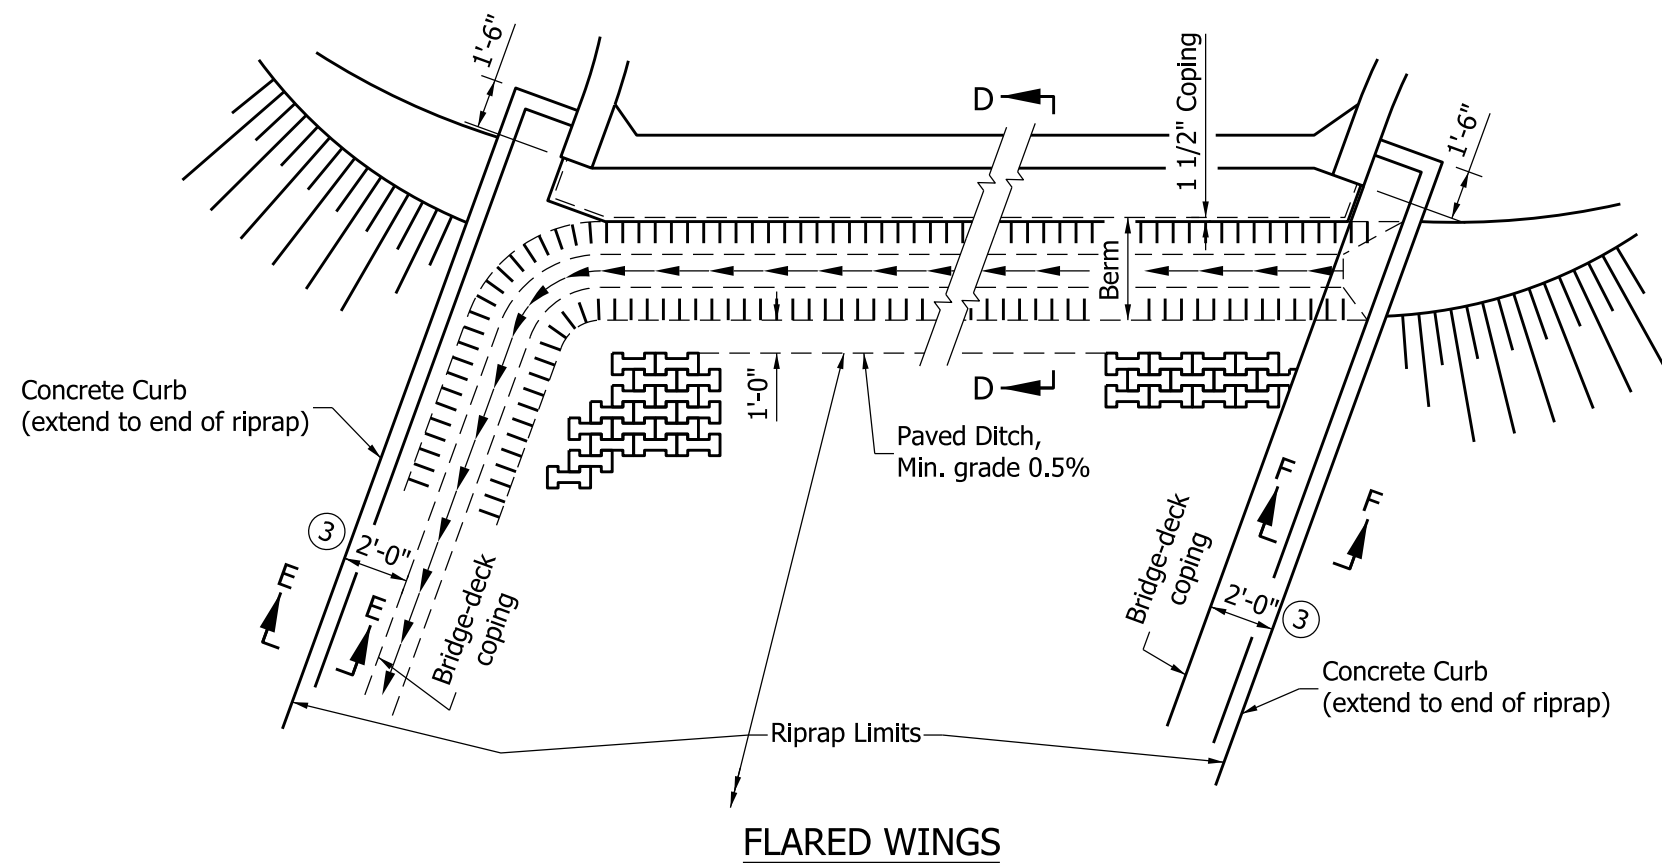 1'-6"
D
1 1/2" Coping
1'-6"
Berm
Concrete Curb
(extend to end of riprap)
1'-0"
D
Paved Ditch,
Min. grade 0.5%
F
F
3
2'-0"
Bridge-deck
coping
E
E
Bridge-deck
coping
2'-0"
3
Concrete Curb
(extend to end of riprap)
Riprap Limits
FLARED WINGS